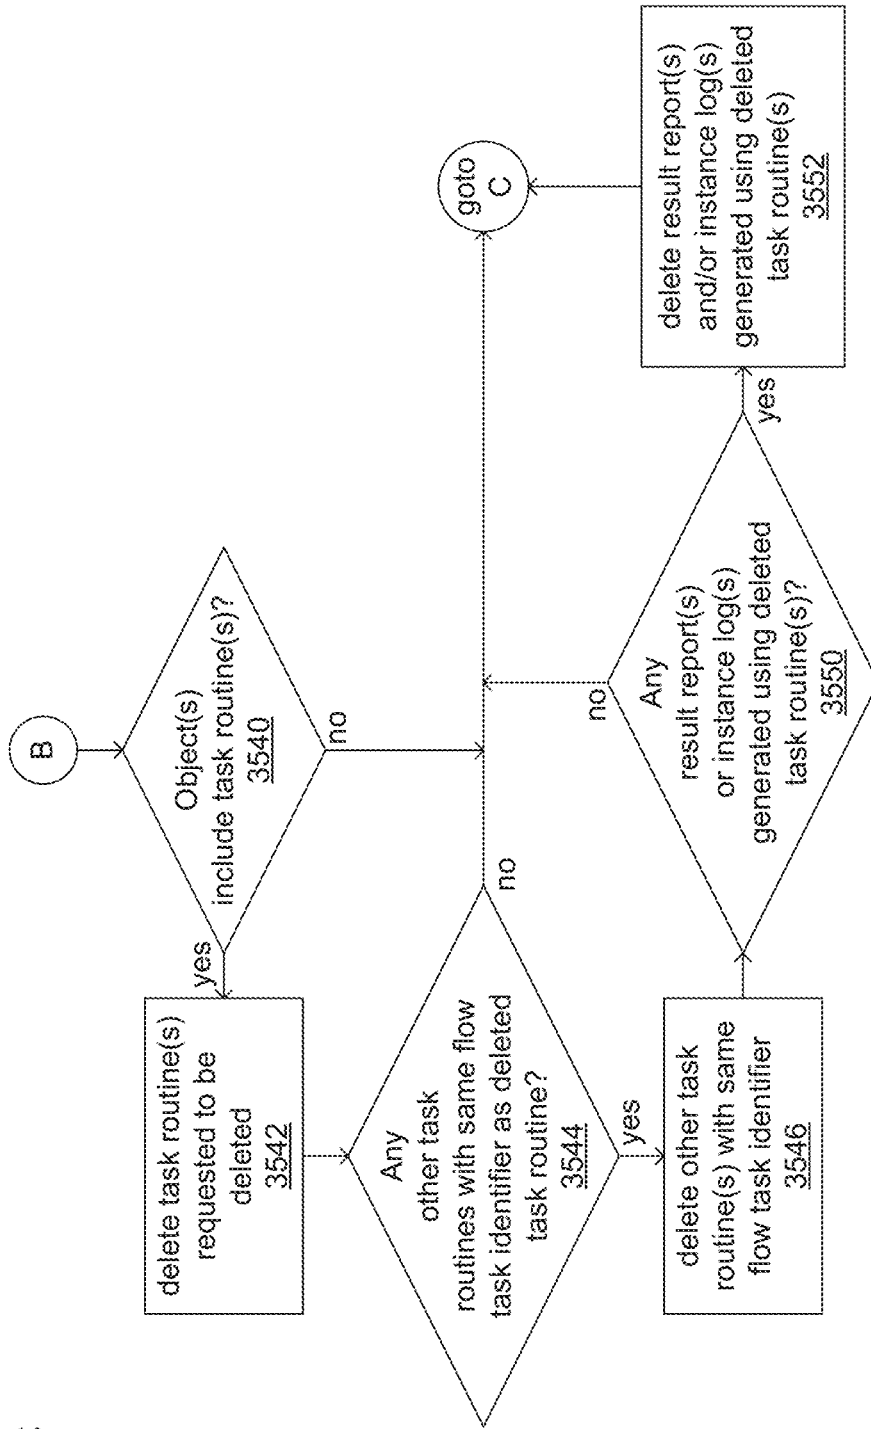 B
Object(s)
include task routine(s)?
3540
yes
no
delete task routine(s)
requested to be
deleted
3542
Any
other task
routines with same flow
task identifier as deleted
task routine?
3544
no
yes
delete other task
routine(s) with same
flow task identifier
3546
Any
result report(s)
or instance log(s)
generated using deleted
task routine(s)?
3550
no
yes
delete result report(s)
and/or instance log(s)
generated using deleted
task routine(s)
3552
goto
C